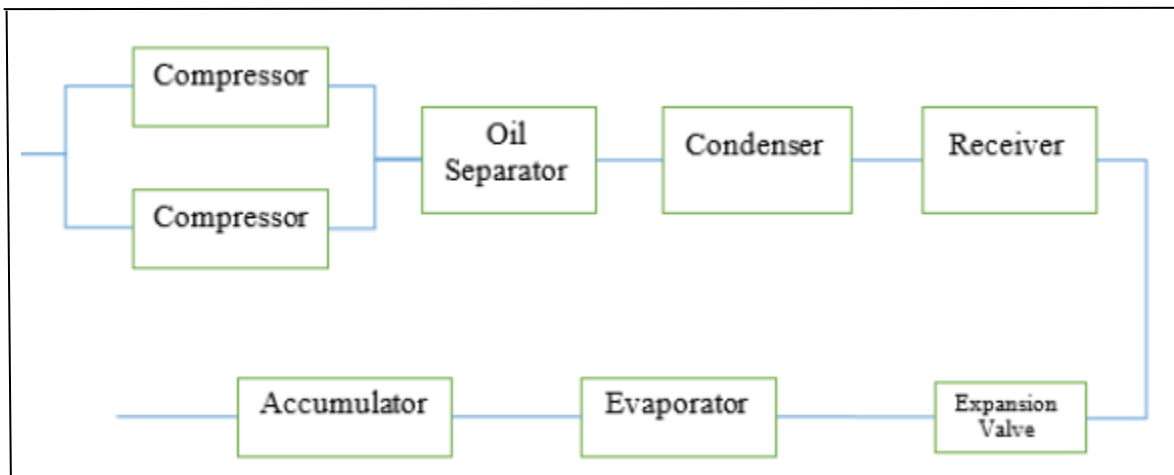 Compressor
Compressor
Oil
Separator
Condenser
Receiver
Accumulator
Evaporator
Expansion
Valve